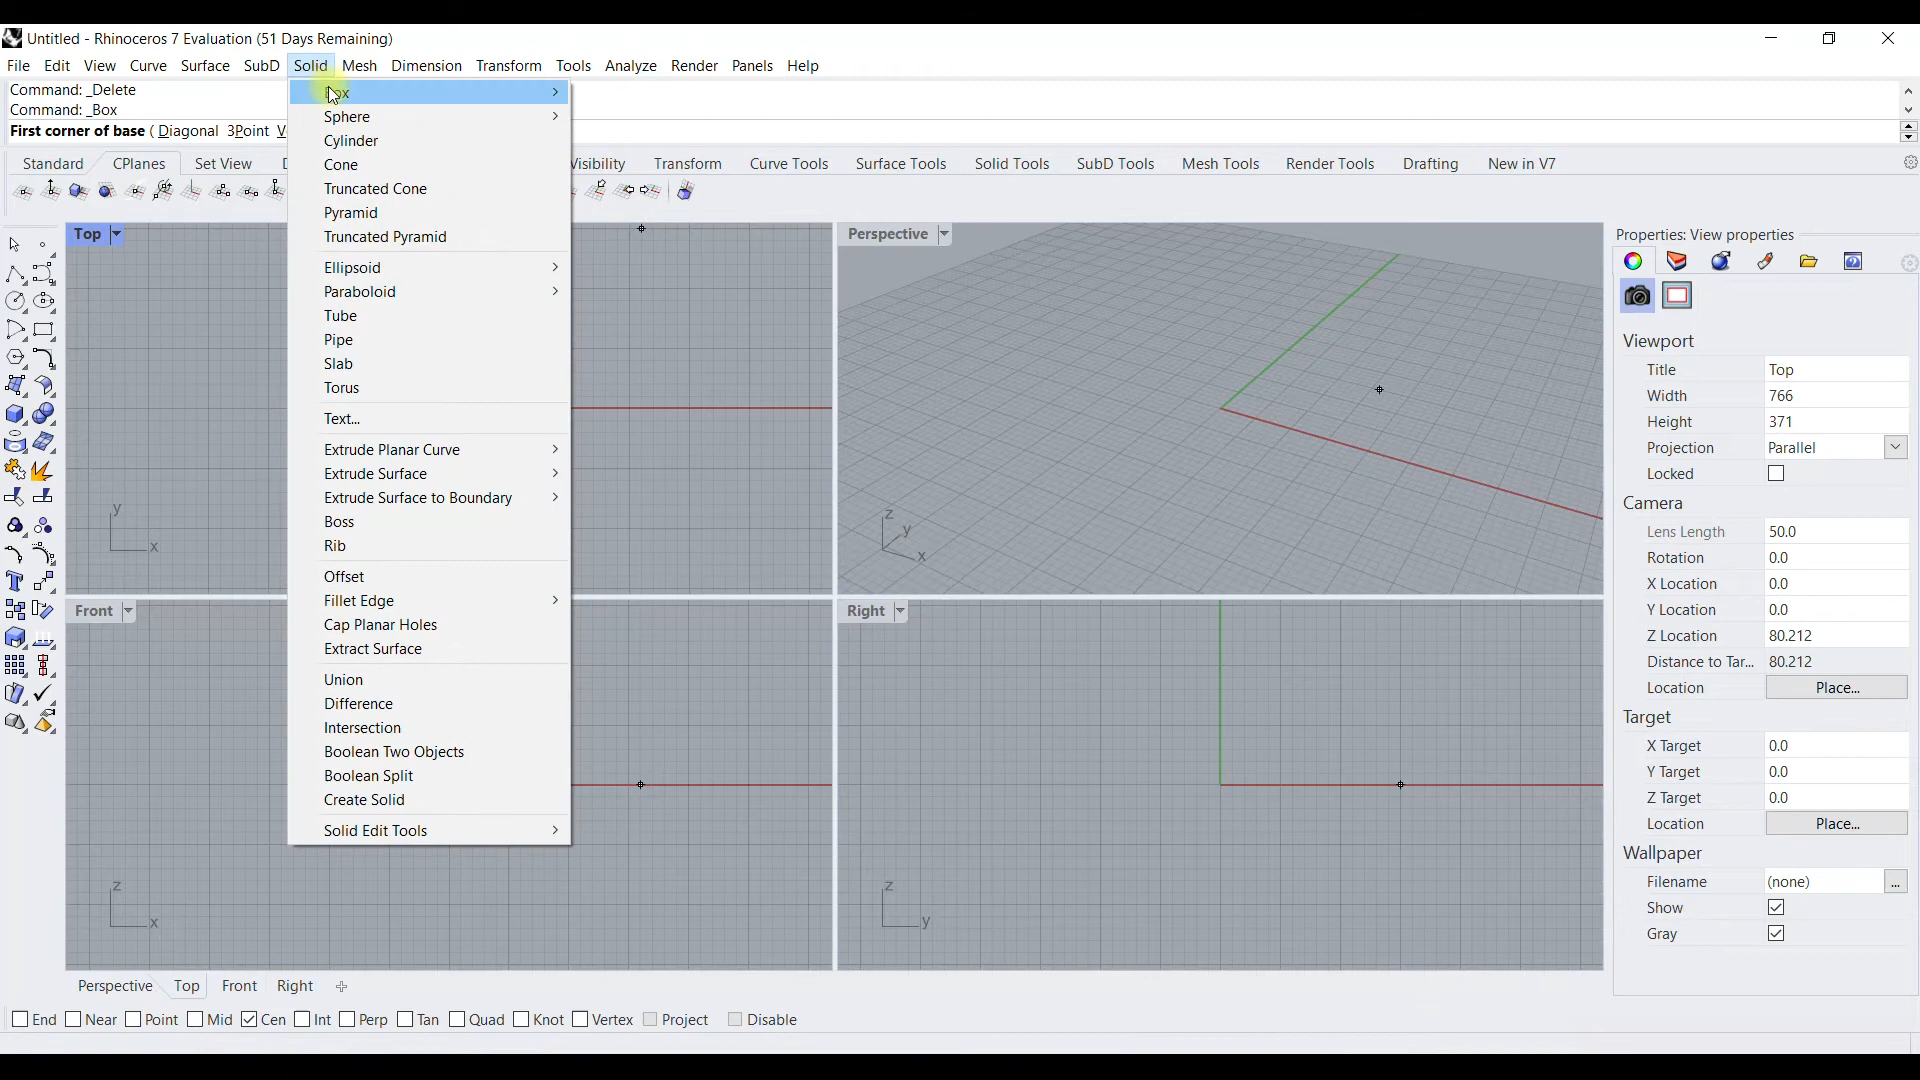 Untitled - Rhinoceros 7 Evaluation (51 Days Remaining)
File Edit View Curve Surface SubD Solid Mesh Dimension Transform Tools Analyze Render Panels Help
Command: _Delete
Command: _Box
First corner of base ( Diagonal 3Point
Standard CPlanes Set View Visibility Transform Curve Tools Surface Tools Solid Tools SubD Tools Mesh Tools Render Tools Drafting New in V7
Box
Sphere
Cylinder
Cone
Truncated Cone
Pyramid
Truncated Pyramid
Ellipsoid
Paraboloid
Tube
Pipe
Slab
Torus
Text...
Extrude Planar Curve
Extrude Surface
Extrude Surface to Boundary
Boss
Rib
Offset
Fillet Edge
Cap Planar Holes
Extract Surface
Union
Difference
Intersection
Boolean Two Objects
Boolean Split
Create Solid
Solid Edit Tools
Top
y
x
Perspective
z
y
x
Front
z
x
Right
z
y
Properties: View properties
Viewport
Title Top
Width 766
Height 371
Projection Parallel
Locked
Camera
Lens Length 50.0
Rotation 0.0
X Location 0.0
Y Location 0.0
Z Location 80.212
Distance to Tar... 80.212
Location Place...
Target
X Target 0.0
Y Target 0.0
Z Target 0.0
Location Place...
Wallpaper
Filename (none) ...
Show
Gray
Perspective Top Front Right
End Near Point Mid Cen Int Perp Tan Quad Knot Vertex Project Disable